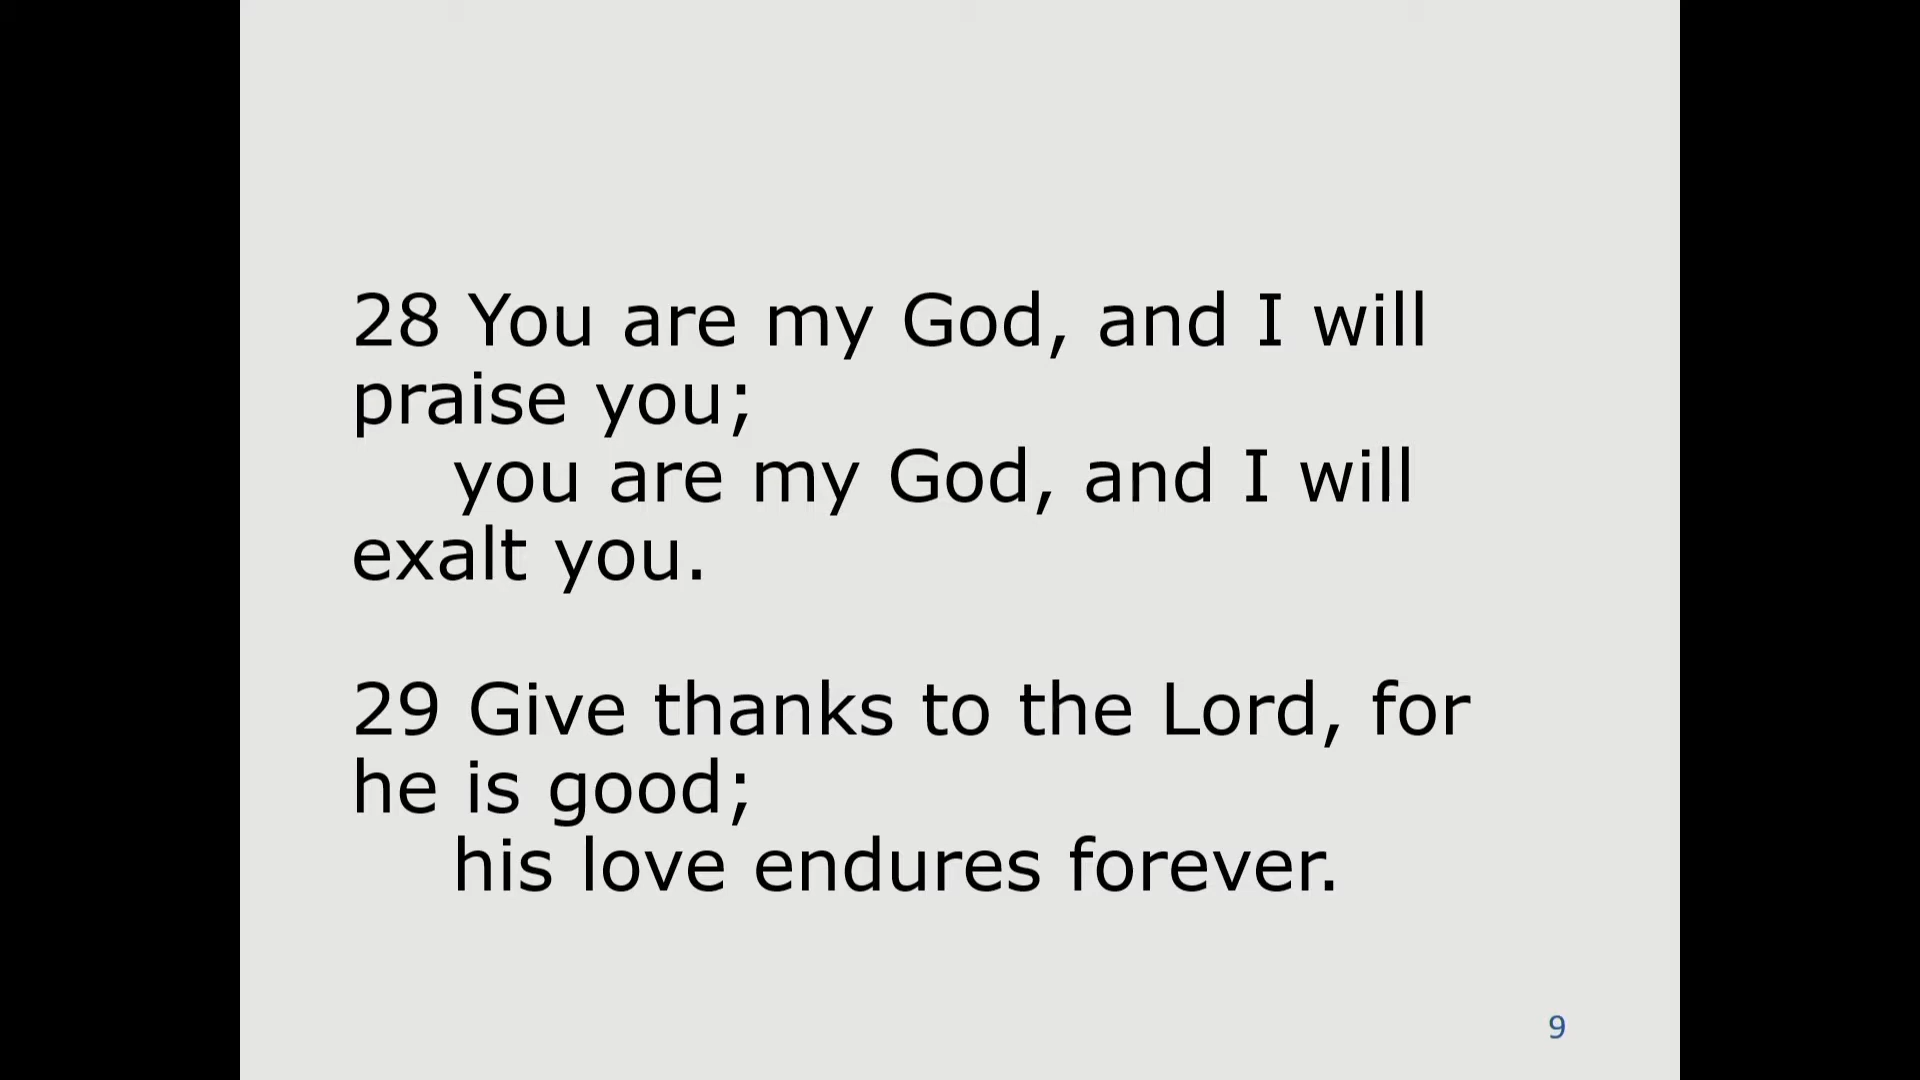 28 You are my God, and I will
praise you;
you are my God, and I will
exalt you.
29 Give thanks to the Lord, for
he is good;
his love endures forever.
9